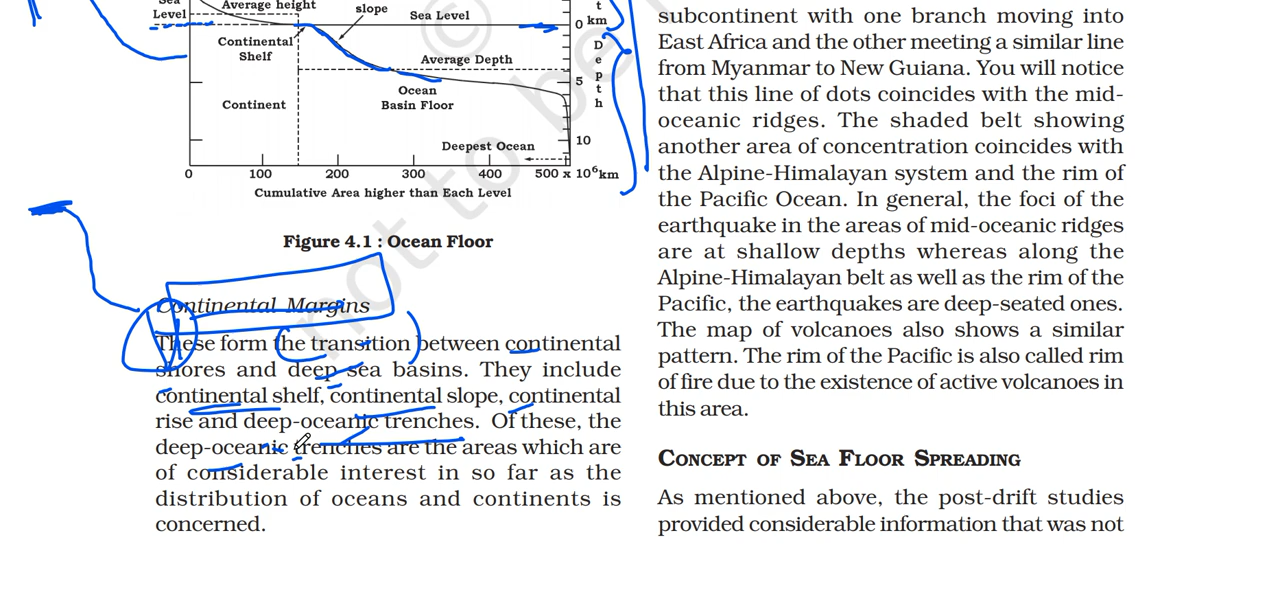 Sea
Level
Average height
slope
Sea Level
t
0 km
Continental
Shelf
D
e
p
t
h
Average Depth
5
Continent
Ocean
Basin Floor
Deepest Ocean
10
0 100 200 300 400 500 x 10⁶km
Cumulative Area higher than Each Level
Figure 4.1 : Ocean Floor
Continental Margins
These form the transition between continental
shores and deep-sea basins. They include
continental shelf, continental slope, continental
rise and deep-oceanic trenches. Of these, the
deep-oceanic trenches are the areas which are
of considerable interest in so far as the
distribution of oceans and continents is
concerned.
subcontinent with one branch moving into
East Africa and the other meeting a similar line
from Myanmar to New Guiana. You will notice
that this line of dots coincides with the mid-
oceanic ridges. The shaded belt showing
another area of concentration coincides with
the Alpine-Himalayan system and the rim of
the Pacific Ocean. In general, the foci of the
earthquake in the areas of mid-oceanic ridges
are at shallow depths whereas along the
Alpine-Himalayan belt as well as the rim of the
Pacific, the earthquakes are deep-seated ones.
The map of volcanoes also shows a similar
pattern. The rim of the Pacific is also called rim
of fire due to the existence of active volcanoes in
this area.
CONCEPT OF SEA FLOOR SPREADING
As mentioned above, the post-drift studies
provided considerable information that was not
©
not to be